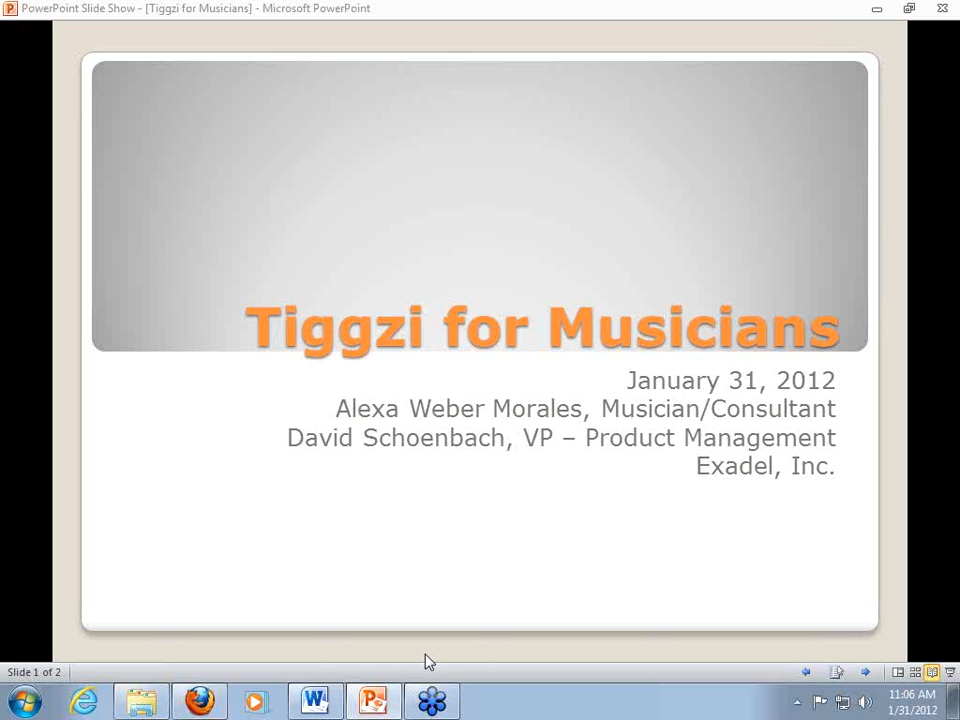 PowerPoint Slide Show - [Tiggzi for Musicians] - Microsoft PowerPoint
Tiggzi for Musicians
January 31, 2012
Alexa Weber Morales, Musician/Consultant
David Schoenbach, VP – Product Management
Exadel, Inc.
Slide 1 of 2
11:06 AM
1/31/2012